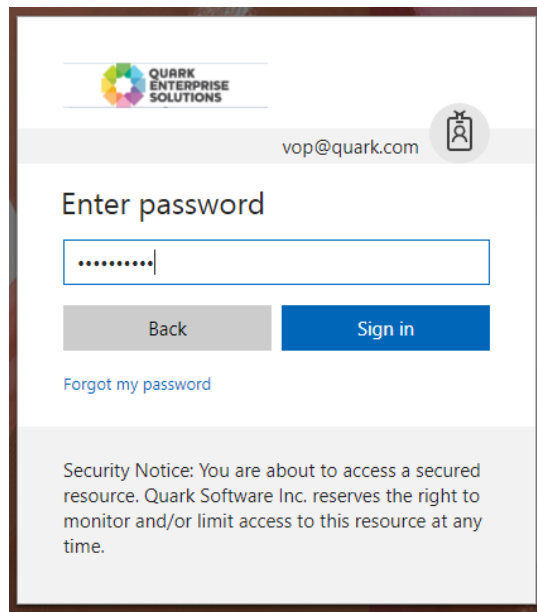 QUARK
ENTERPRISE
SOLUTIONS
vop@quark.com
Enter password
••••••••••
Back
Sign in
Forgot my password
Security Notice: You are about to access a secured
resource. Quark Software Inc. reserves the right to
monitor and/or limit access to this resource at any
time.